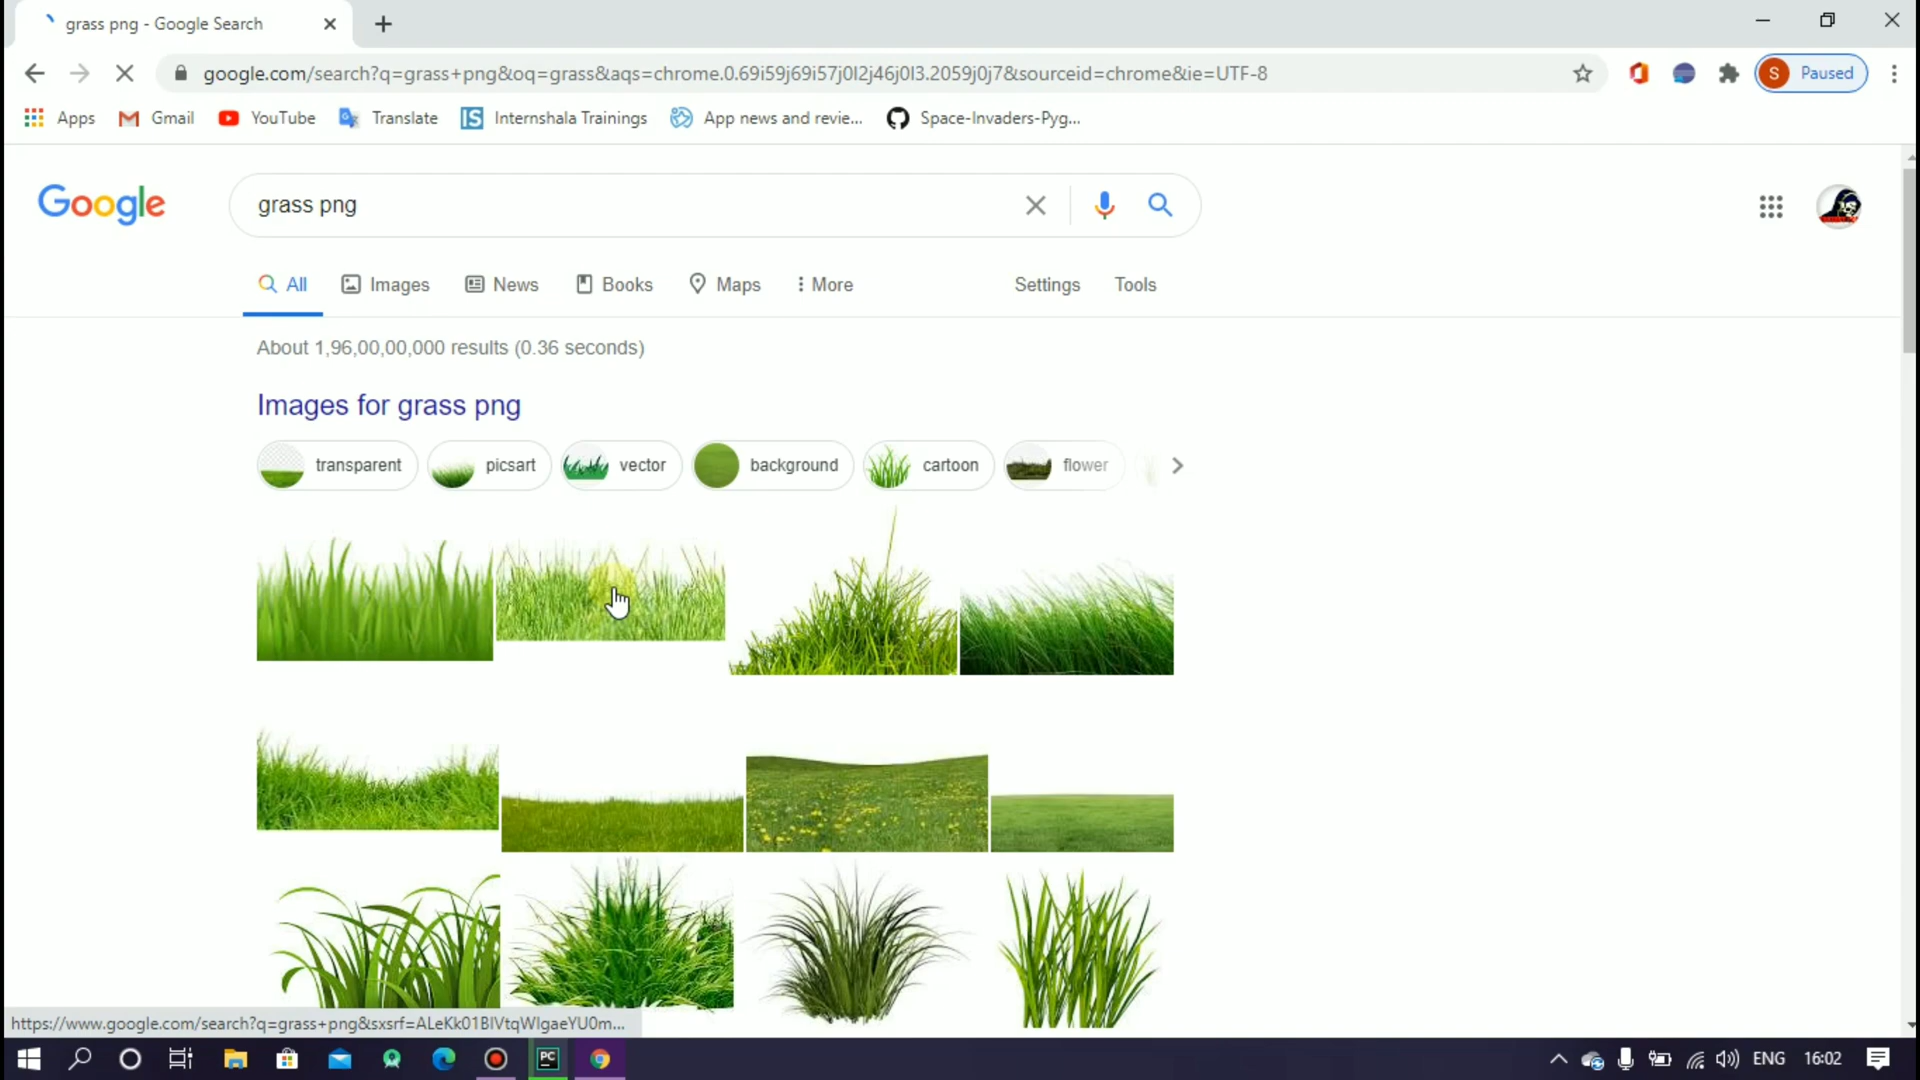 grass png - Google Search
google.com/search?q=grass+png&oq=grass&aqs=chrome.0.69i59j69i57j0l2j46j0l3.2059j0j7&sourceid=chrome&ie=UTF-8
S Paused
Apps Gmail YouTube Translate IS Internshala Trainings App news and revie... Space-Invaders-Pyg...
Google grass png
All Images News Books Maps More Settings Tools
About 1,96,00,00,000 results (0.36 seconds)
Images for grass png
transparent picsart vector background cartoon flower
https://www.google.com/search?q=grass+png&sxsrf=ALeKk01BIVtqWIgaeYU0m...
PC ENG 16:02